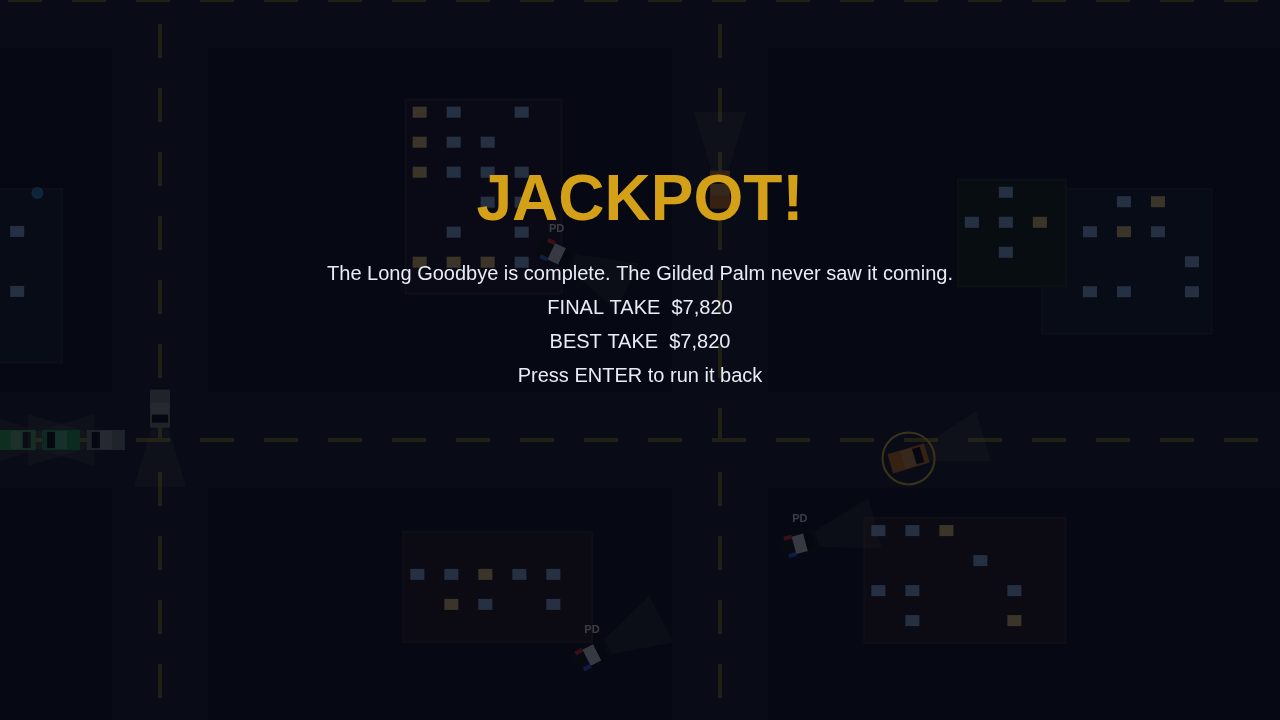 JACKPOT!
PD
The Long Goodbye is complete. The Gilded Palm never saw it coming.
FINAL TAKE $7,820
BEST TAKE $7,820
Press ENTER to run it back
PD
PD